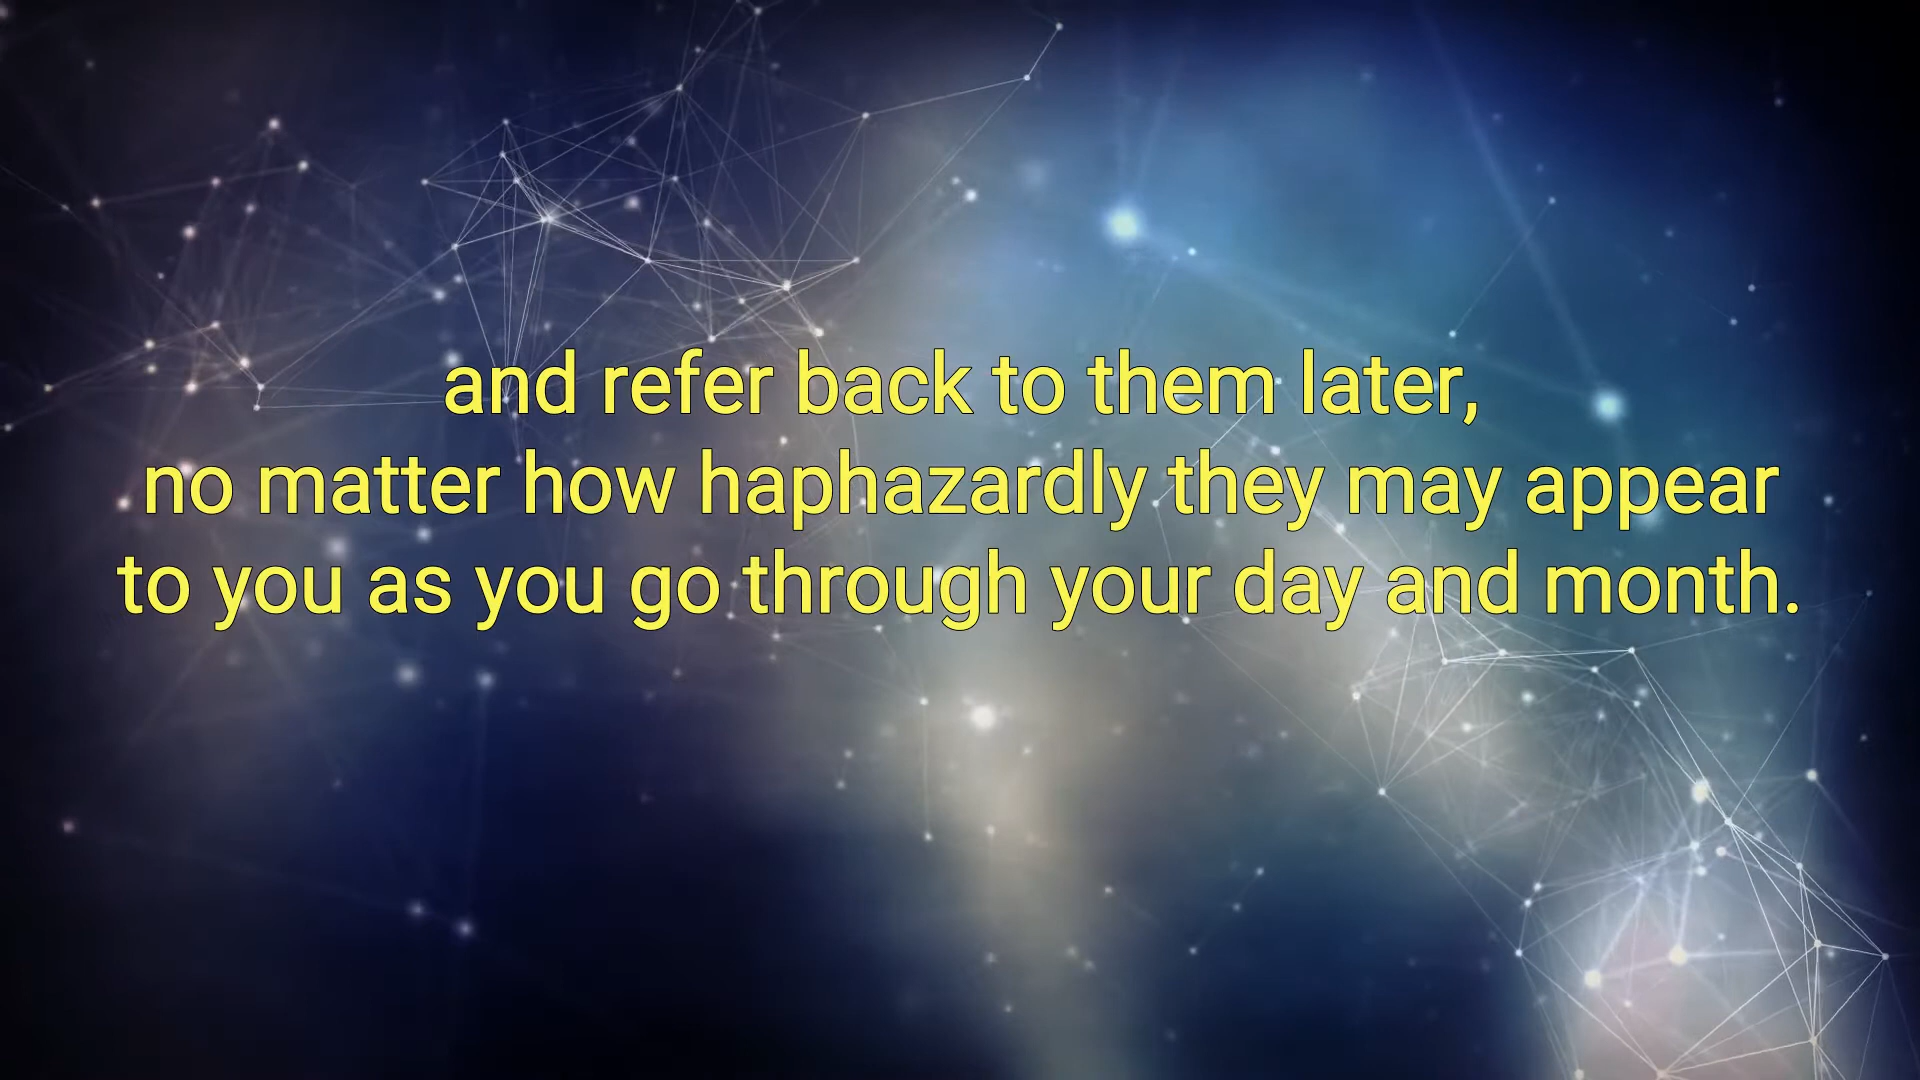 and refer back to them later,
no matter how haphazardly they may appear
to you as you go through your day and month.